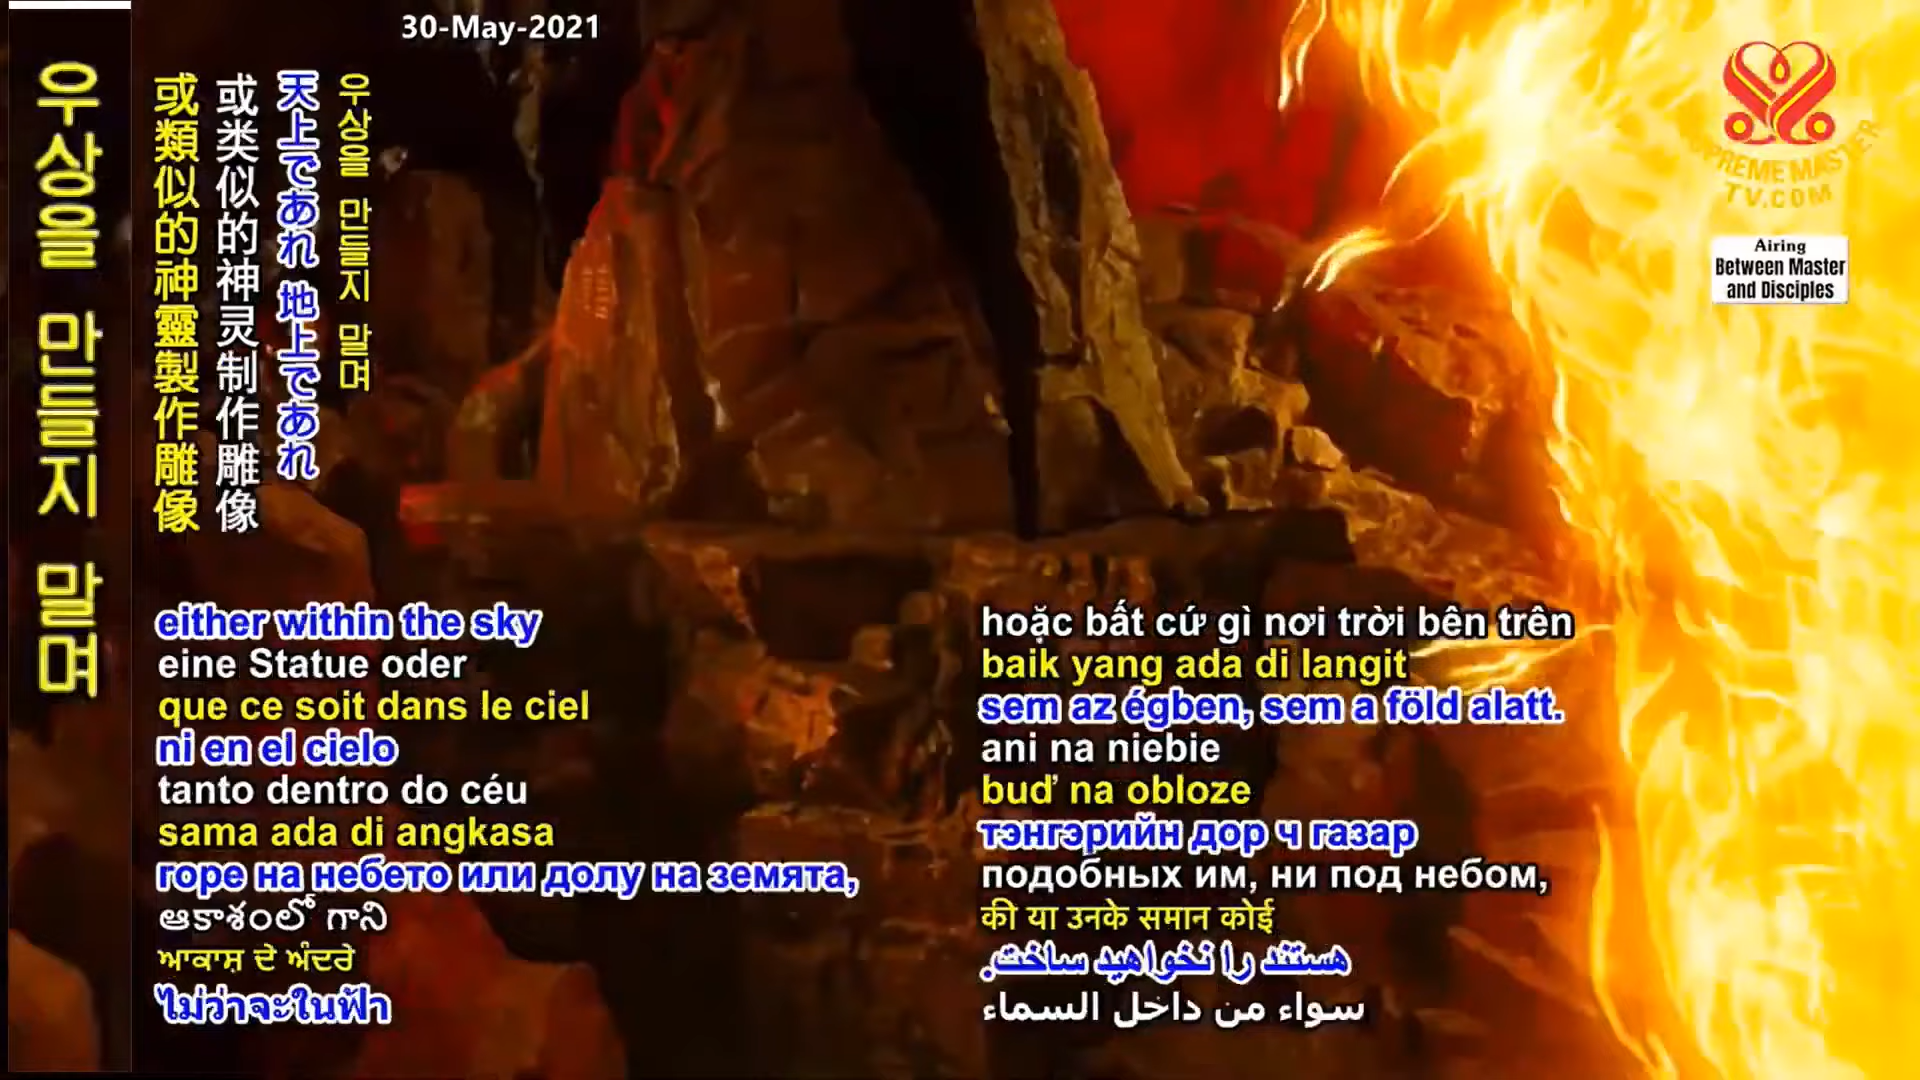 30-May-2021
우상을 만들지 말며
或類似的神靈製作雕像
或类似的神灵制作雕像
天上であれ 地上であれ
우상을 만들지 말며
SUPREME MASTER
TV.COM
Airing
Between Master
and Disciples
either within the sky
eine Statue oder
que ce soit dans le ciel
ni en el cielo
tanto dentro do céu
sama ada di angkasa
горе на небето или долу на земята,
ఆకాశంలో గాని
ਆਕਾਸ਼ ਦੇ ਅੰਦਰੇ
ไม่ว่าจะในฟ้า
hoặc bất cứ gì nơi trời bên trên
baik yang ada di langit
sem az égben, sem a föld alatt.
ani na niebie
buď na obloze
тэнгэрийн дор ч газар
подобных им, ни под небом,
की या उनके समान कोई
هستند را نخواهید ساخت.
سواء من داخل السماء